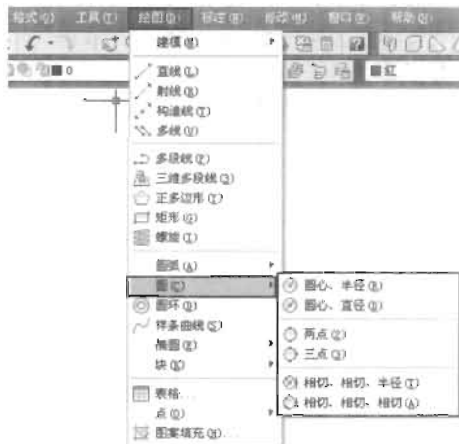 格式(O) 工具(T) 绘图(D) 标注(N) 修改(M) 窗口(W) 帮助(H)
0 ■红
建模(M)
直线(L)
射线(R)
构造线(T)
多线(U)
多段线(P)
三维多段线(3)
正多边形(Y)
矩形(G)
螺旋(I)
圆弧(A)
圆(C)
圆环(D)
样条曲线(S)
椭圆(E)
块(K)
表格...
点(O)
图案填充(H)...
圆心、半径(R)
圆心、直径(D)
两点(2)
三点(3)
相切、相切、半径(T)
相切、相切、相切(A)